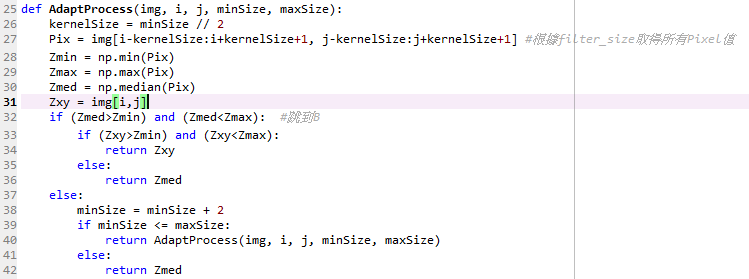 25 def AdaptProcess(img, i, j, minSize, maxSize):
26 kernelSize = minSize // 2
27 Pix = img[i-kernelSize:i+kernelSize+1, j-kernelSize:j+kernelSize+1] #根據filter_size取得所有Pixel值
28 Zmin = np.min(Pix)
29 Zmax = np.max(Pix)
30 Zmed = np.median(Pix)
31 Zxy = img[i,j]
32 if (Zmed>Zmin) and (Zmed<Zmax): #跳到B
33 if (Zxy>Zmin) and (Zxy<Zmax):
34 return Zxy
35 else:
36 return Zmed
37 else:
38 minSize = minSize + 2
39 if minSize <= maxSize:
40 return AdaptProcess(img, i, j, minSize, maxSize)
41 else:
42 return Zmed